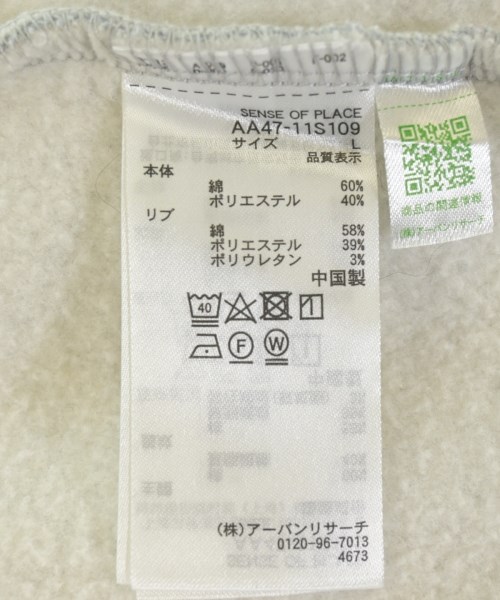 SENSE OF PLACE
AA47-11S109
サイズ L
品質表示
本体
綿 60%
ポリエステル 40%
リブ
綿 58%
ポリエステル 39%
ポリウレタン 3%
中国製
40
F W
(株)アーバンリサーチ
0120-96-7013
4673
商品の関連情報
(株)アーバンリサーチ